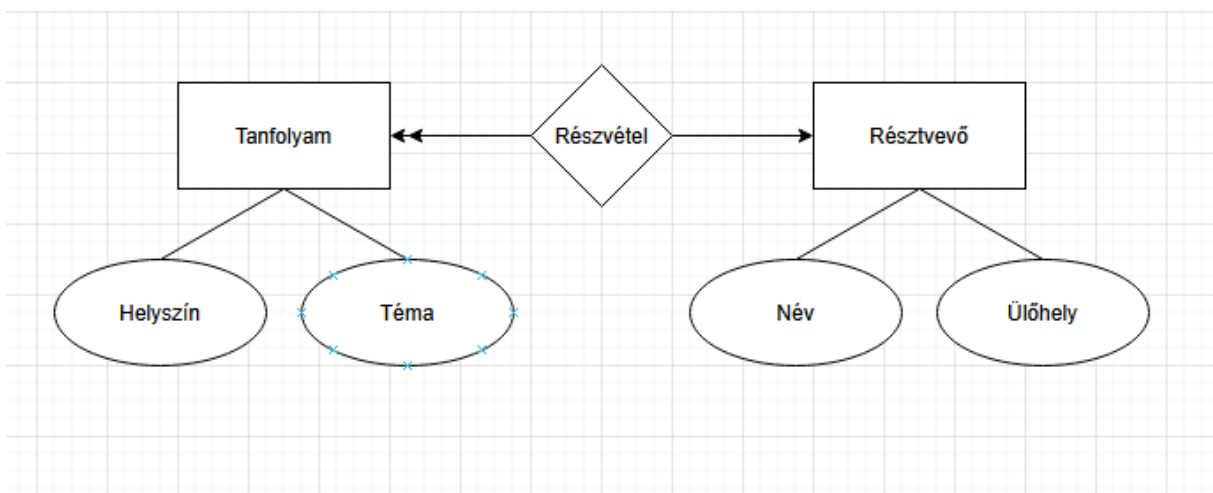 Tanfolyam
Részvétel
Résztvevő
Helyszín
Téma
Név
Ülőhely